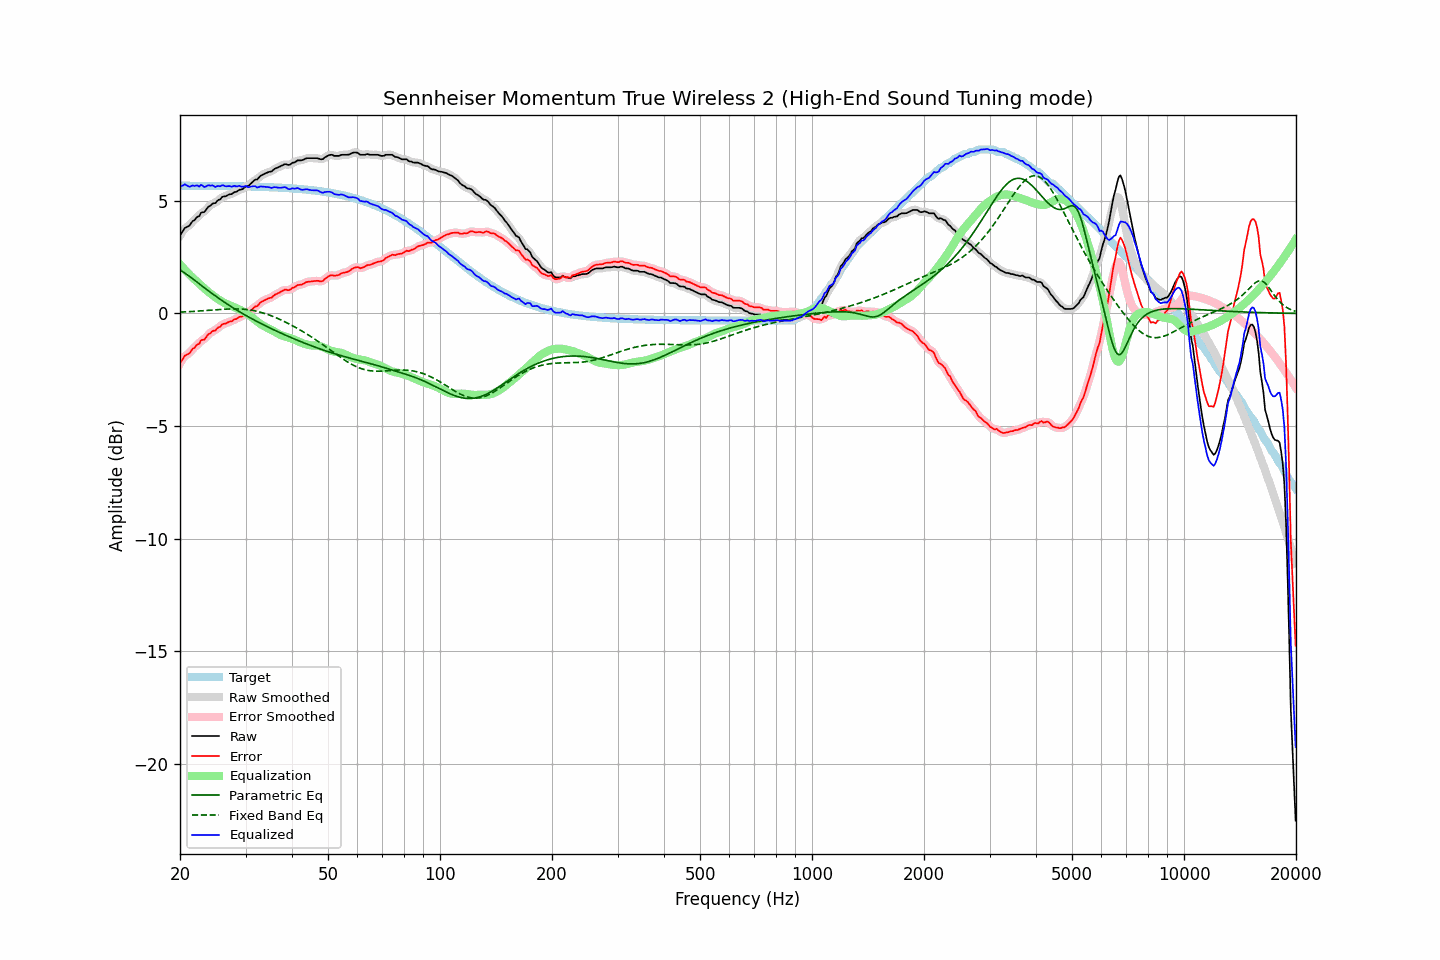 Sennheiser Momentum True Wireless 2 (High-End Sound Tuning mode)
Amplitude (dBr)
5
0
−5
−10
−15
−20
Target
Raw Smoothed
Error Smoothed
Raw
Error
Equalization
Parametric Eq
Fixed Band Eq
Equalized
20 50 100 200 500 1000 2000 5000 10000 20000
Frequency (Hz)